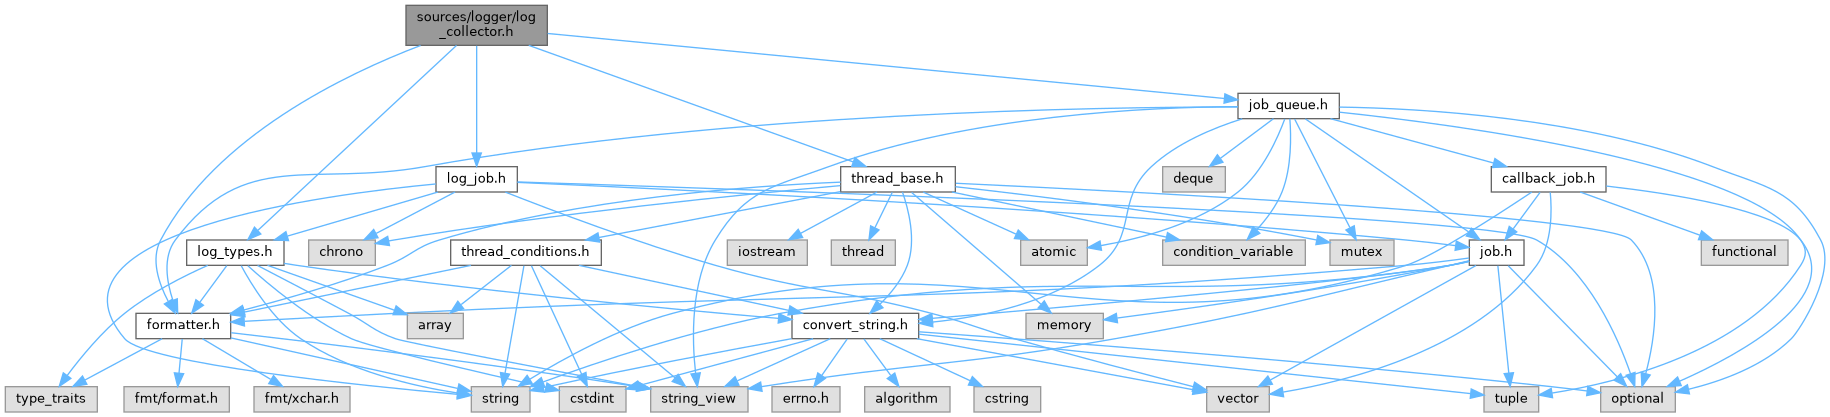 sources/logger/log
_collector.h
job_queue.h
log_job.h
thread_base.h
deque
callback_job.h
log_types.h
chrono
thread_conditions.h
iostream
thread
atomic
condition_variable
mutex
job.h
functional
formatter.h
array
convert_string.h
memory
type_traits
fmt/format.h
fmt/xchar.h
string
cstdint
string_view
errno.h
algorithm
cstring
vector
tuple
optional